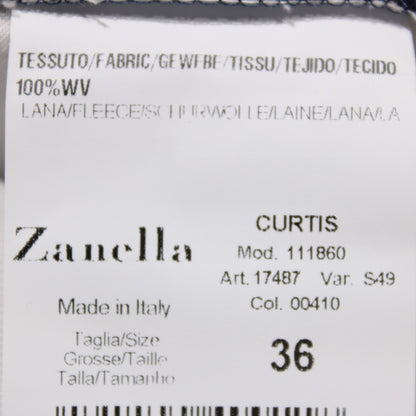 TESSUTO/FABRIC/GEWEBE/TISSU/TEJIDO/TECIDO
100%WV
LANA/FLEECE/SCHURWOLLE/LAINE/LANA/LA
Zanella
CURTIS
Mod. 111860
Art. 17487 Var. S49
Col. 00410
Made in Italy
Taglia/Size
Grosse/Taille
Talla/Tamanho
36